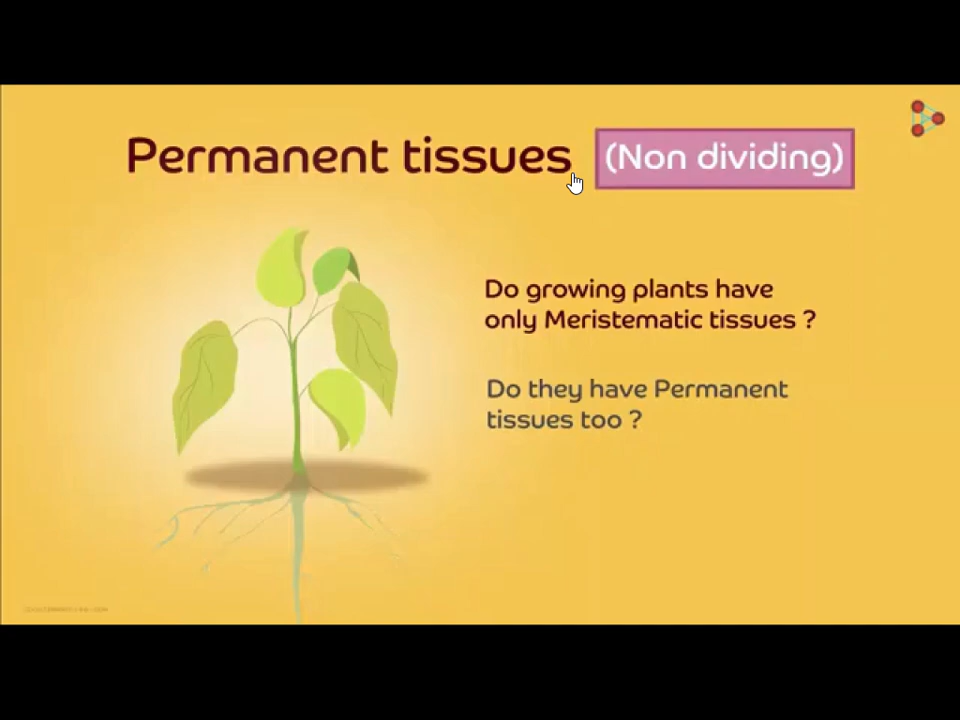 Permanent tissues (Non dividing)
Do growing plants have
only Meristematic tissues ?
Do they have Permanent
tissues too ?